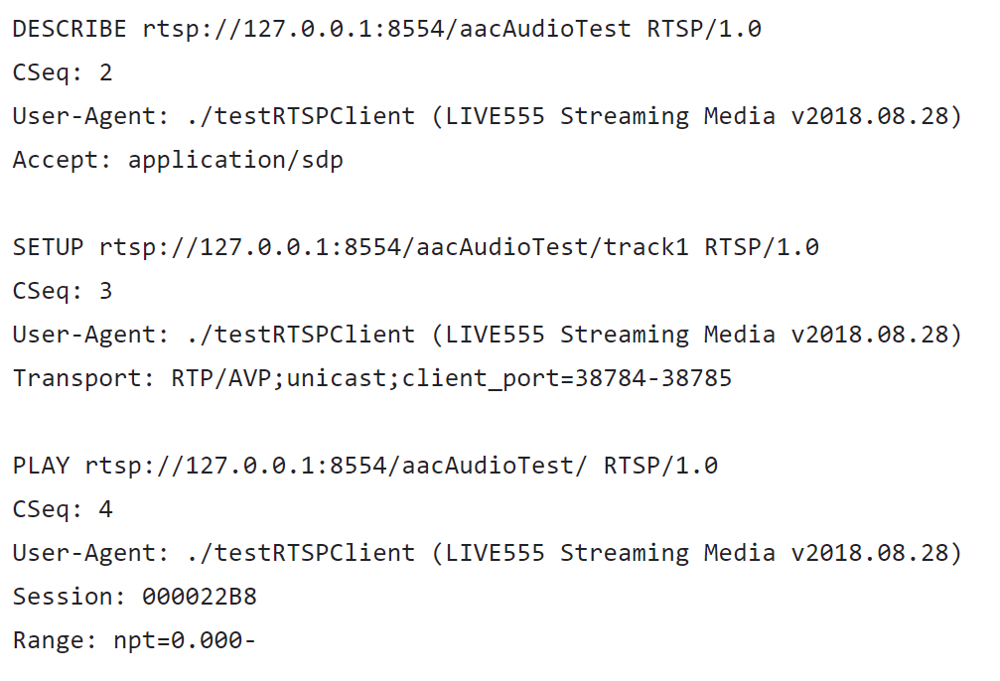 DESCRIBE rtsp://127.0.0.1:8554/aacAudioTest RTSP/1.0
CSeq: 2
User-Agent: ./testRTSPClient (LIVE555 Streaming Media v2018.08.28)
Accept: application/sdp

SETUP rtsp://127.0.0.1:8554/aacAudioTest/track1 RTSP/1.0
CSeq: 3
User-Agent: ./testRTSPClient (LIVE555 Streaming Media v2018.08.28)
Transport: RTP/AVP;unicast;client_port=38784-38785

PLAY rtsp://127.0.0.1:8554/aacAudioTest/ RTSP/1.0
CSeq: 4
User-Agent: ./testRTSPClient (LIVE555 Streaming Media v2018.08.28)
Session: 000022B8
Range: npt=0.000-